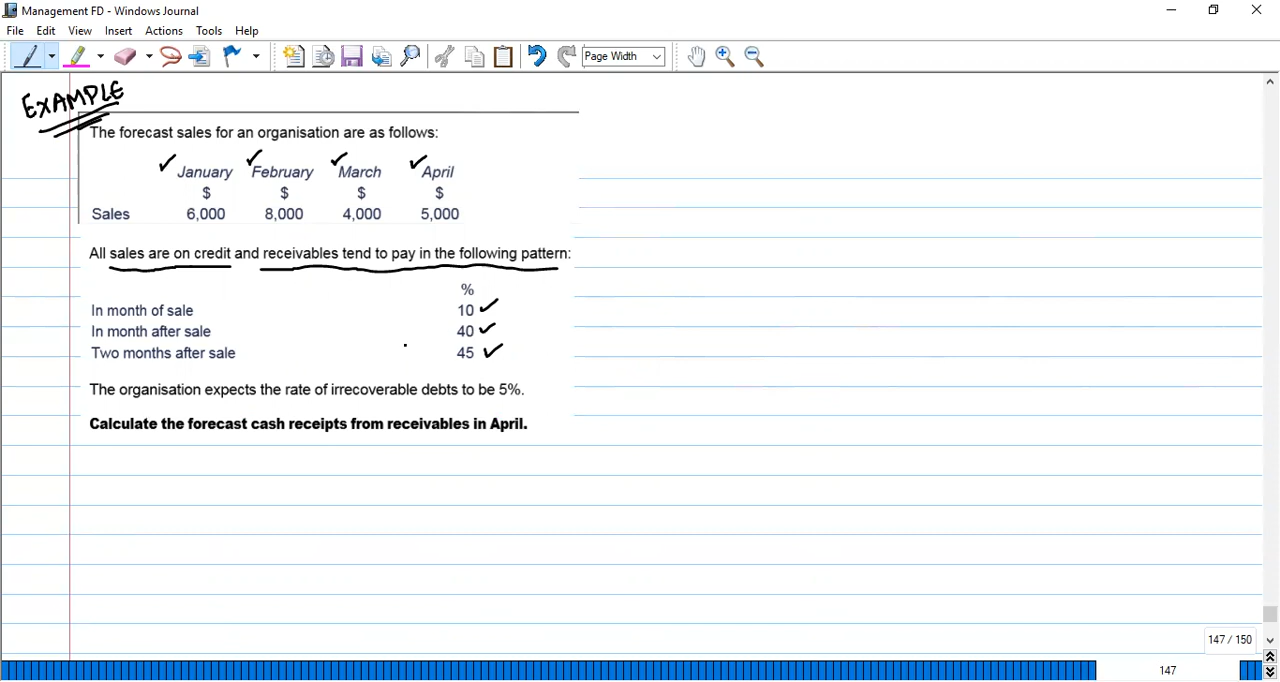 Management FD - Windows Journal
File Edit View Insert Actions Tools Help
Page Width
EXAMPLE
The forecast sales for an organisation are as follows:
January February March April
$ $ $ $
Sales 6,000 8,000 4,000 5,000
All sales are on credit and receivables tend to pay in the following pattern:
%
In month of sale 10
In month after sale 40
Two months after sale 45
The organisation expects the rate of irrecoverable debts to be 5%.
Calculate the forecast cash receipts from receivables in April.
147 / 150
147